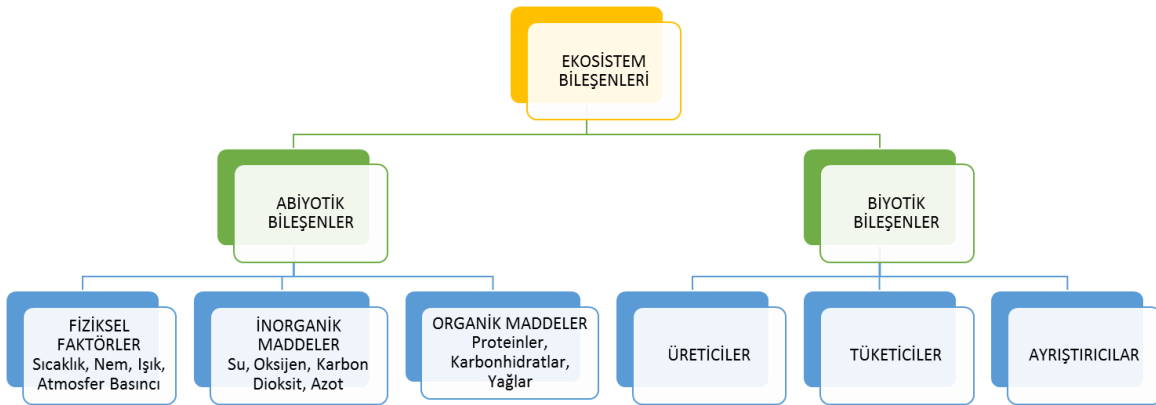 EKOSİSTEM
BİLEŞENLERİ
ABİYOTİK
BİLEŞENLER
BİYOTİK
BİLEŞENLER
FİZİKSEL
FAKTÖRLER
Sıcaklık, Nem, Işık,
Atmosfer Basıncı
İNORGANİK
MADDELER
Su, Oksijen, Karbon
Dioksit, Azot
ORGANİK MADDELER
Proteinler,
Karbonhidratlar,
Yağlar
ÜRETİCİLER
TÜKETİCİLER
AYRIŞTIRICILAR